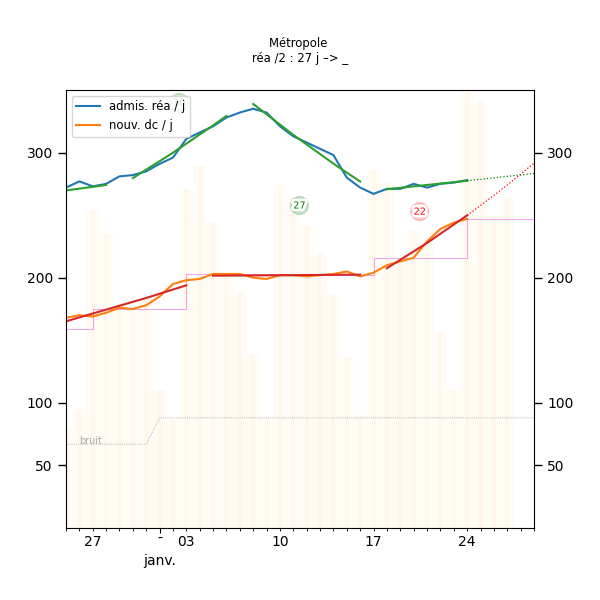 Métropole
réa /2 : 27 j –> _
admis. réa / j
nouv. dc / j
300
300
27
22
200
200
100
100
bruit
50
50
27
-
03
10
17
24
janv.